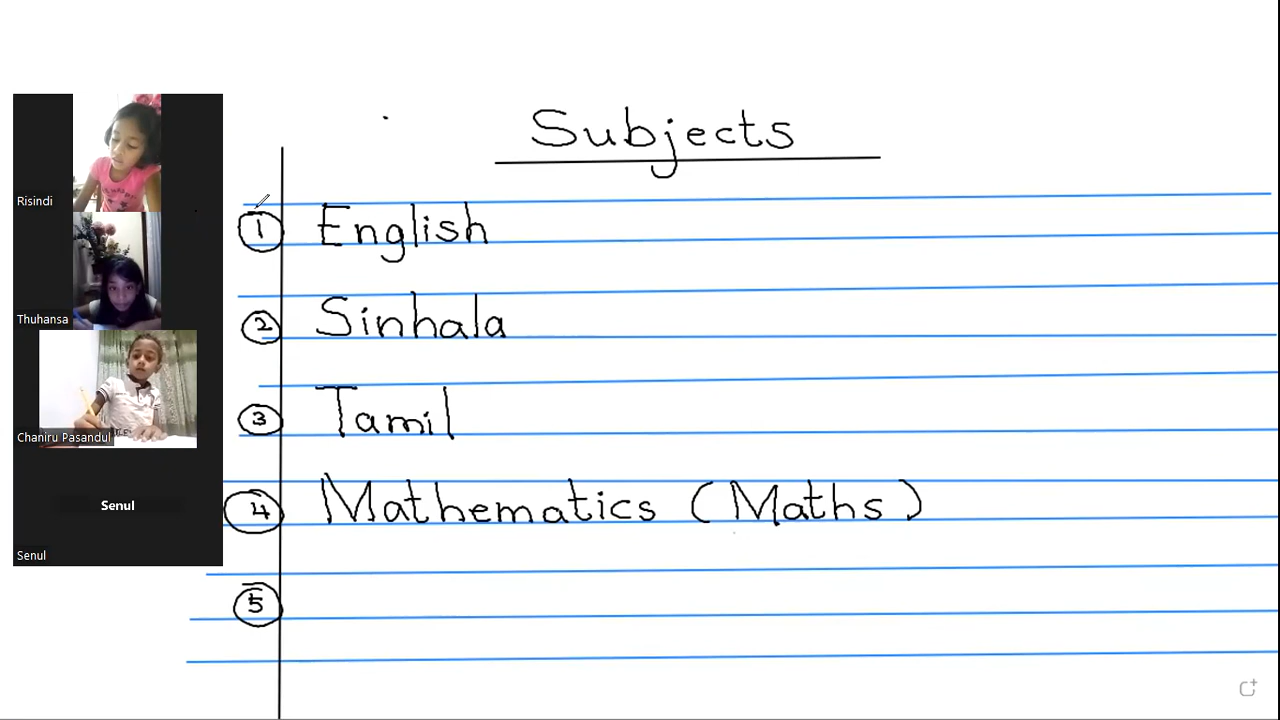 Subjects
Risindi
① English
Thuhansa
② Sinhala
③ Tamil
Chaniru Pasandul
④ Mathematics (Maths)
Senul
Senul
⑤